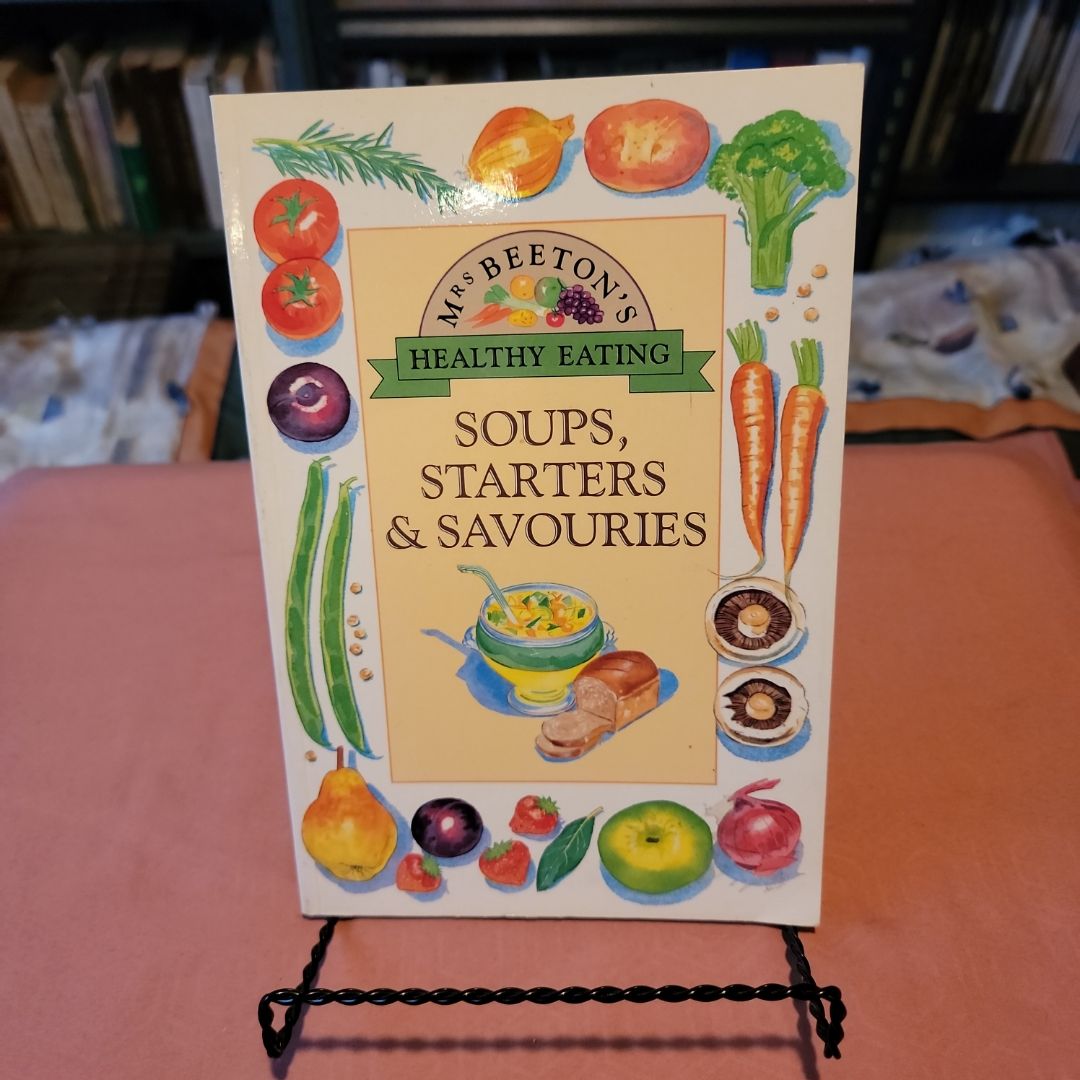 MRS BEETON'S
HEALTHY EATING
SOUPS,
STARTERS
& SAVOURIES